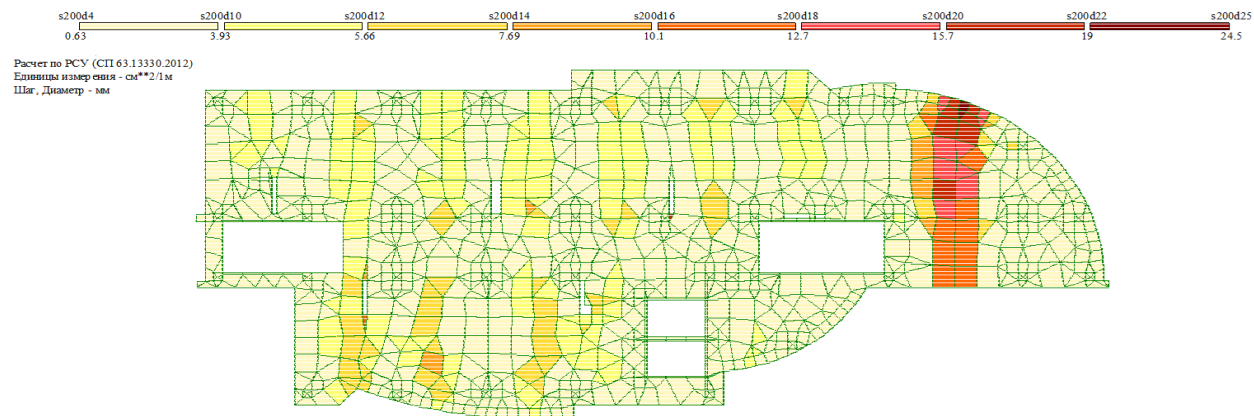 s200d4 s200d10 s200d12 s200d14 s200d16 s200d18 s200d20 s200d22 s200d25
0.63 3.93 5.66 7.69 10.1 12.7 15.7 19 24.5
Расчет по РСУ (СП 63.13330.2012)
Единицы измерения - см**2/1м
Шаг, Диаметр - мм